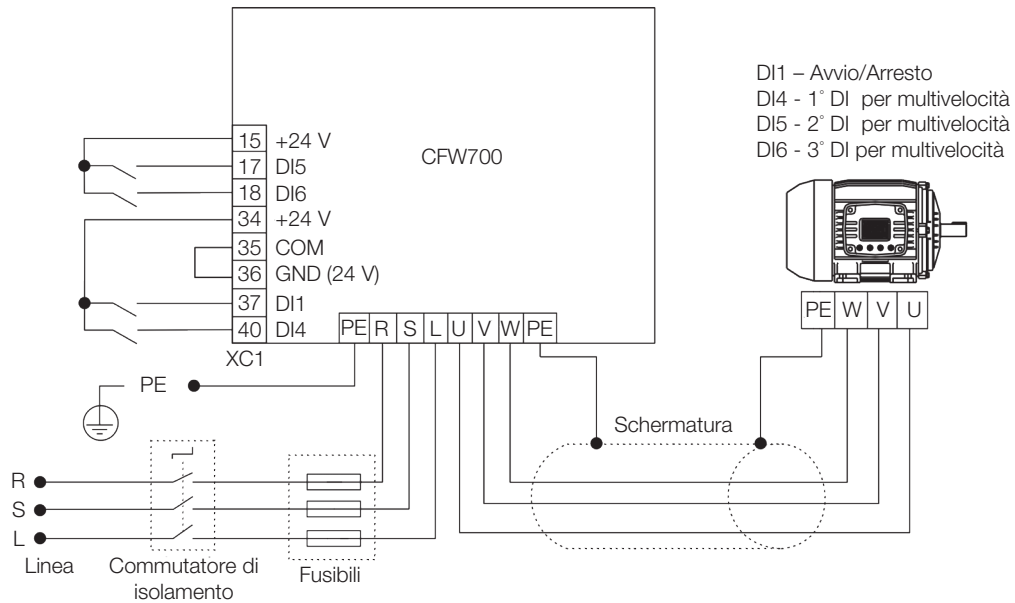 DI1 – Avvio/Arresto
DI4 - 1° DI per multivelocità
DI5 - 2° DI per multivelocità
DI6 - 3° DI per multivelocità
CFW700
15 +24 V
17 DI5
18 DI6
34 +24 V
35 COM
36 GND (24 V)
37 DI1
40 DI4
XC1
PE R S L U V W PE
PE W V U
PE
Schermatura
R
S
L
Linea
Commutatore di
isolamento
Fusibili